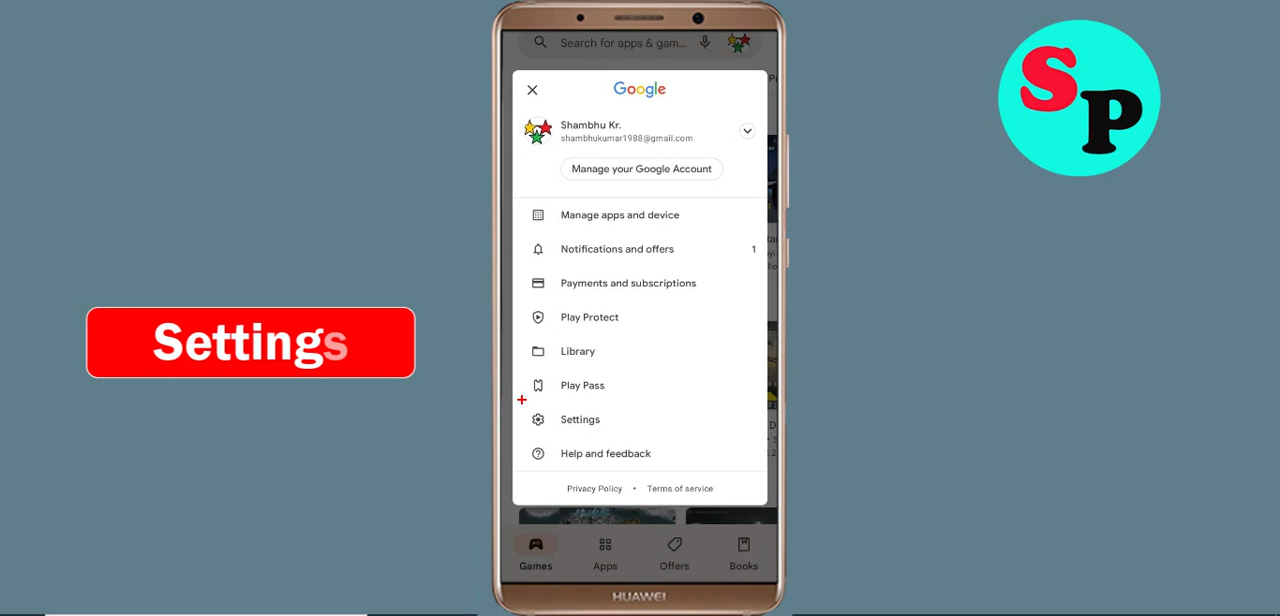 Search for apps & gam...
Google
Shambhu Kr.
shambhukumar1988@gmail.com
Manage your Google Account
Manage apps and device
Notifications and offers 1
Payments and subscriptions
Play Protect
Library
Play Pass
Settings
Help and feedback
Privacy Policy • Terms of service
Games Apps Offers Books
HUAWEI
Settings
SP